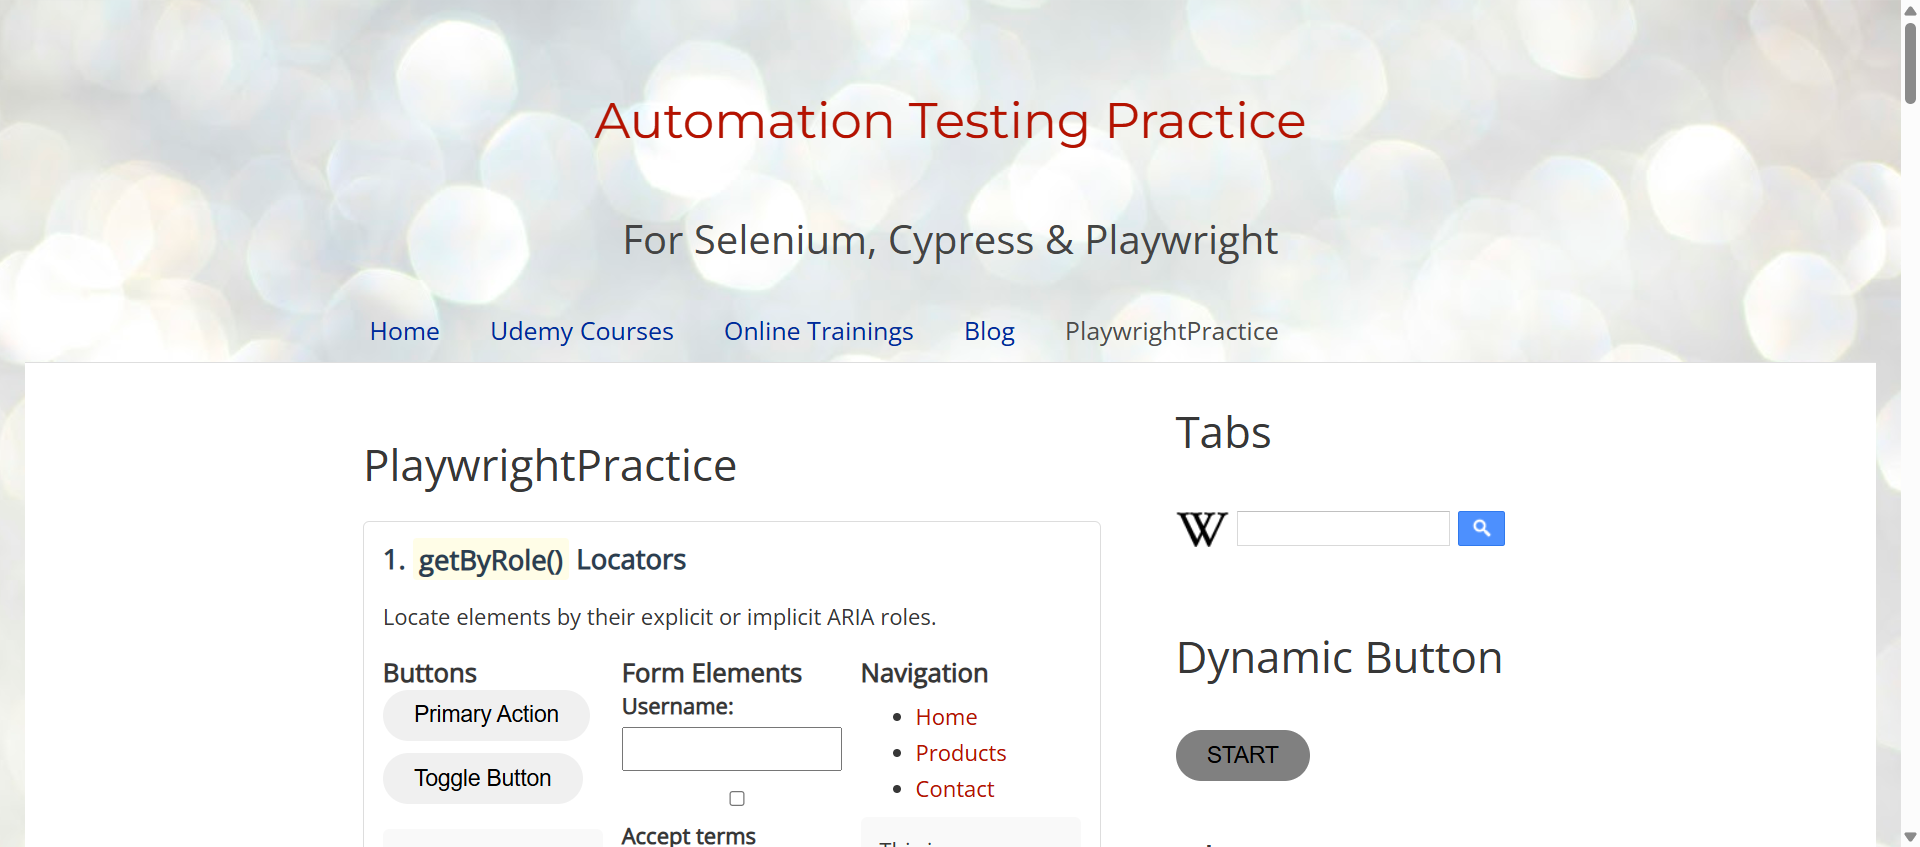 Automation Testing Practice
For Selenium, Cypress & Playwright
Home Udemy Courses Online Trainings Blog PlaywrightPractice
PlaywrightPractice
1. getByRole() Locators
Locate elements by their explicit or implicit ARIA roles.
Buttons
Primary Action
Toggle Button
Form Elements
Username:
Accept terms
Navigation
Home
Products
Contact
Tabs
W
Dynamic Button
START